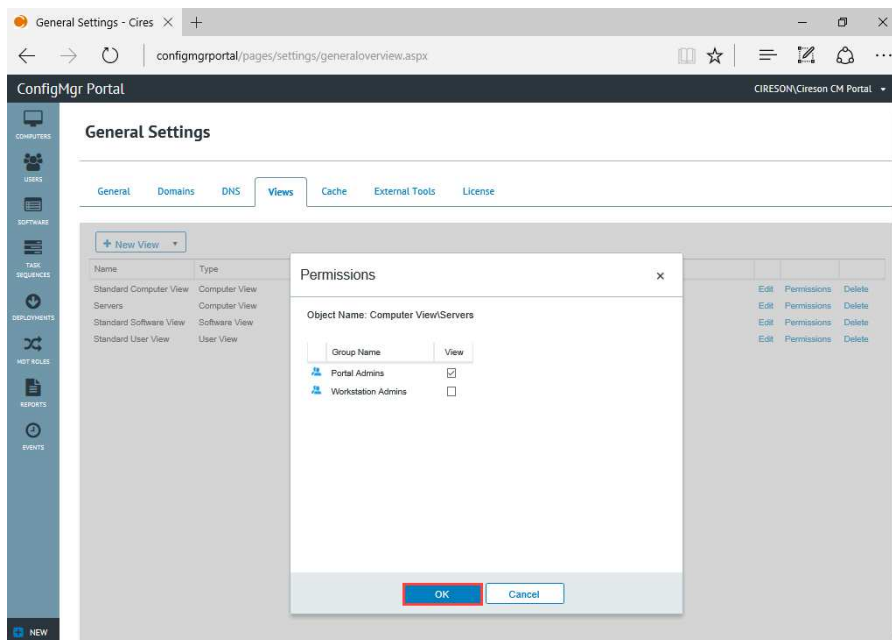 General Settings - Cires
configmgrportal/pages/settings/generaloverview.aspx
ConfigMgr Portal
CIRESON\Cireson CM Portal
COMPUTERS
USERS
SOFTWARE
TASK SEQUENCES
DEPLOYMENTS
MDT ROLES
REPORTS
EVENTS
NEW
General Settings
General Domains DNS Views Cache External Tools License
+ New View
Name Type
Standard Computer View Computer View Edit Permissions Delete
Servers Computer View Edit Permissions Delete
Standard Software View Software View Edit Permissions Delete
Standard User View User View Edit Permissions Delete
Permissions
Object Name: Computer View\Servers
Group Name View
Portal Admins
Workstation Admins
OK Cancel